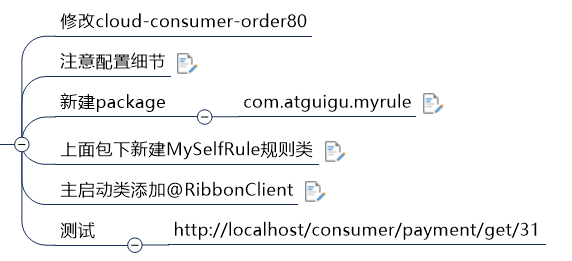 修改cloud-consumer-order80
注意配置细节
新建package
com.atguigu.myrule
上面包下新建MySelfRule规则类
主启动类添加@RibbonClient
测试
http://localhost/consumer/payment/get/31